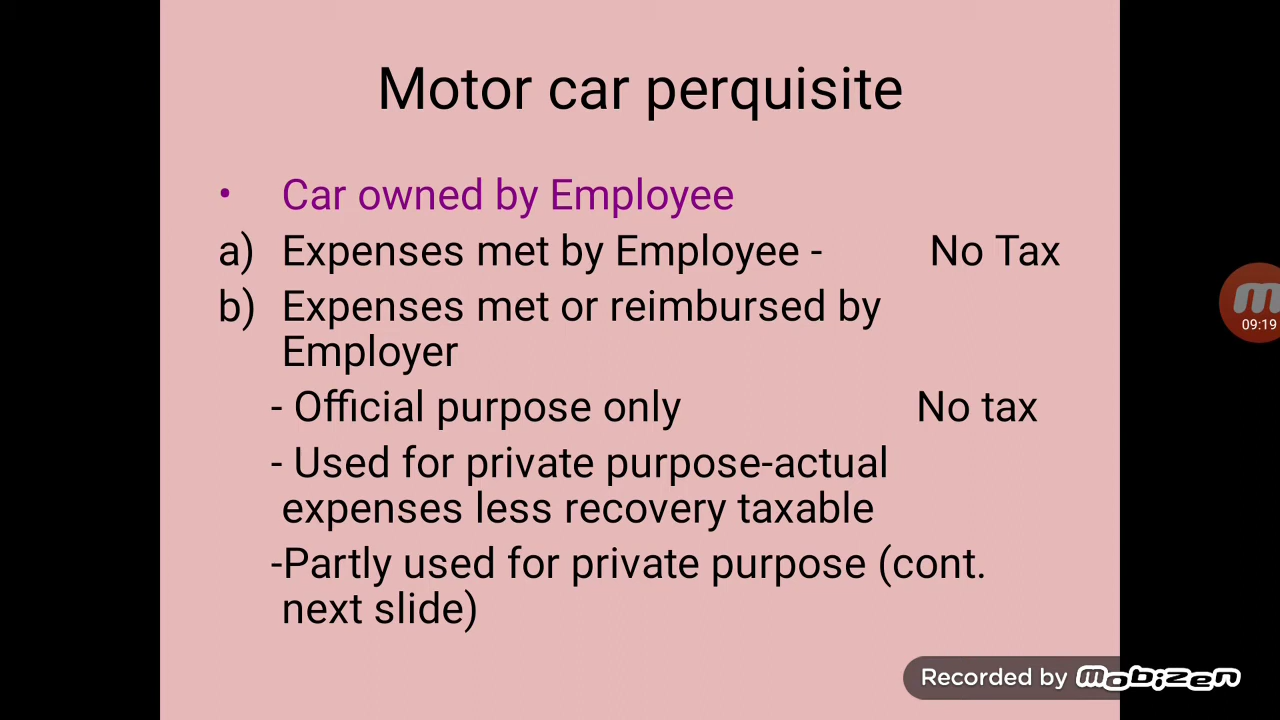 Motor car perquisite
• Car owned by Employee
a) Expenses met by Employee - No Tax
b) Expenses met or reimbursed by
Employer
- Official purpose only No tax
- Used for private purpose-actual
expenses less recovery taxable
-Partly used for private purpose (cont.
next slide)
09:19
Recorded by mobizen